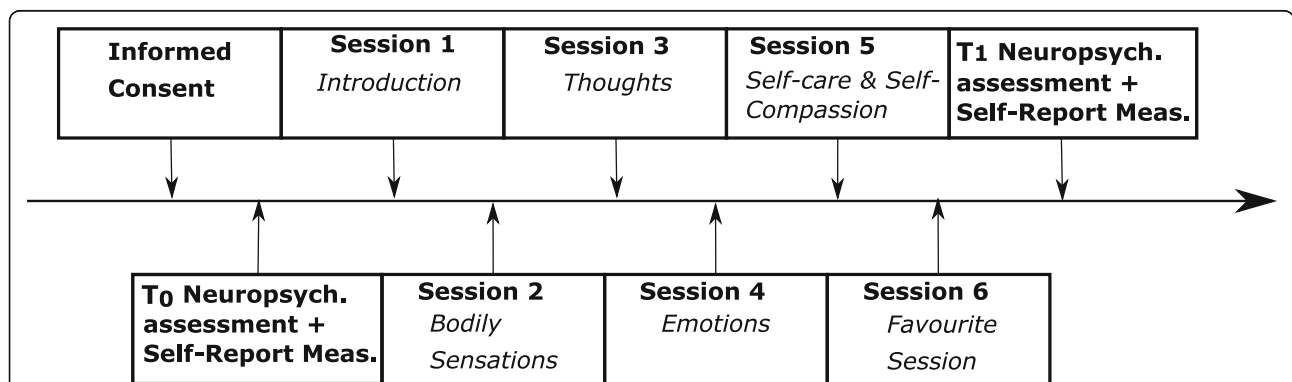 Informed
Consent
Session 1
Introduction
Session 3
Thoughts
Session 5
Self-care & Self-
Compassion
T1 Neuropsych.
assessment +
Self-Report Meas.
T0 Neuropsych.
assessment +
Self-Report Meas.
Session 2
Bodily
Sensations
Session 4
Emotions
Session 6
Favourite
Session